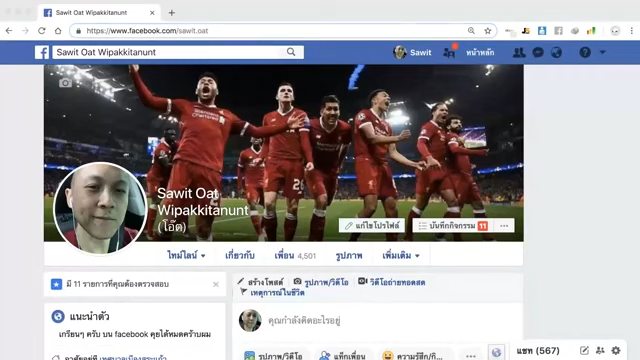 Sawit Oat Wipakkitanunt
https://www.facebook.com/sawit.oat
Sawit Oat Wipakkitanunt
Sawit
หน้าหลัก
26
Sawit Oat
Wipakkitanunt
(โอ๊ต)
แก้ไขโปรไฟล์
บันทึกกิจกรรม 11
ไทม์ไลน์
เกี่ยวกับ
เพื่อน 4,501
รูปภาพ
เพิ่มเติม
มี 11 รายการที่คุณต้องตรวจสอบ
สร้างโพสต์
รูปภาพ/วิดีโอ
วิดีโอถ่ายทอดสด
เหตุการณ์ในชีวิต
แนะนำตัว
คุณกำลังคิดอะไรอยู่
เกรียนๆ ครับ บน facebook คุยได้หมดครับผม
รูปภาพ/วิดีโอ
แท็กเพื่อน
ความรู้สึก/กิ...
แชท (567)